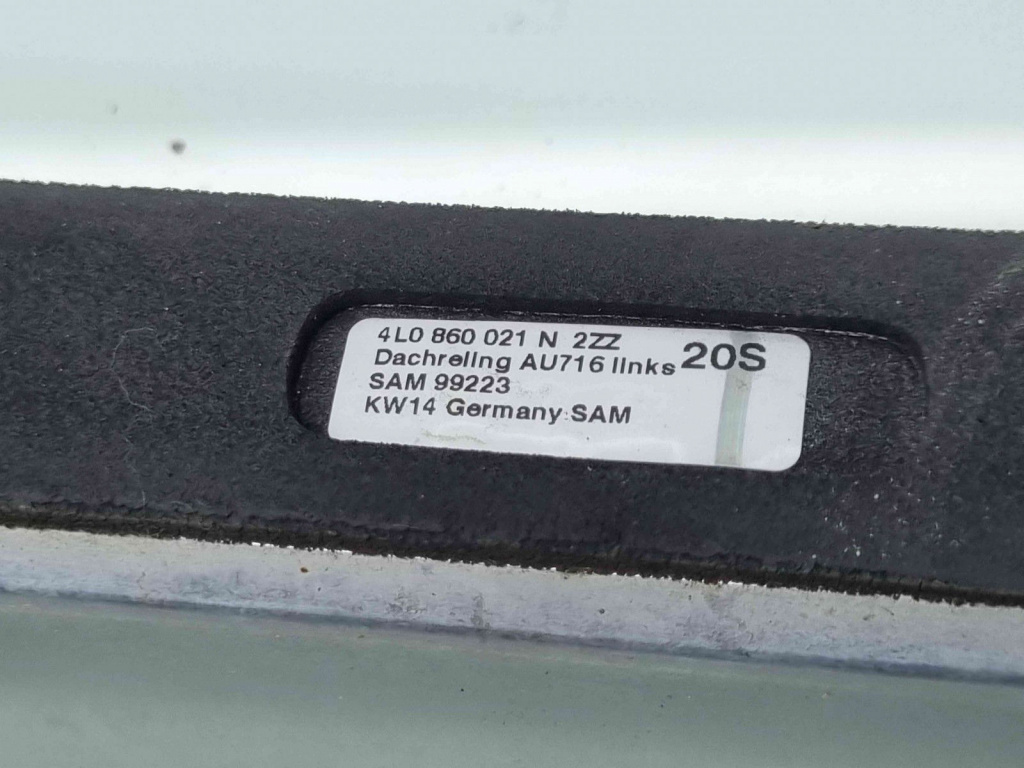 4L0 860 021 N 2ZZ
Dachreling AU716 links 20S
SAM 99223
KW14 Germany SAM